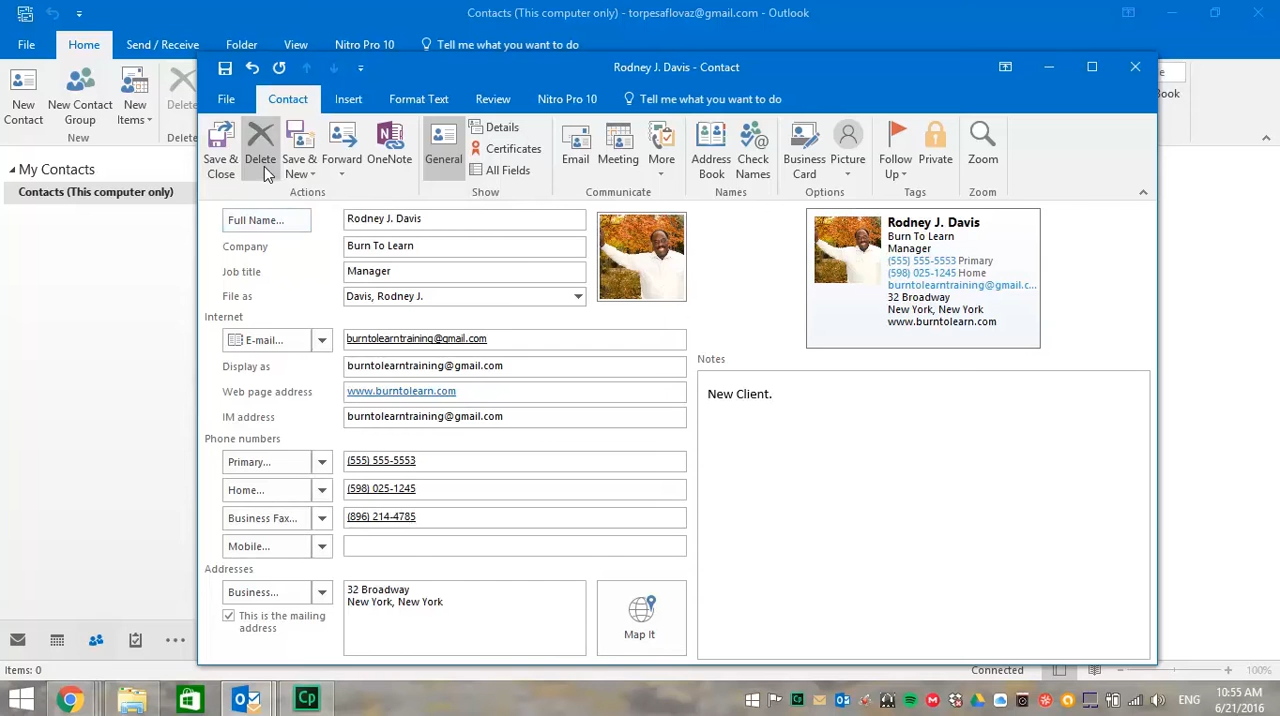 Contacts (This computer only) - torpesaflovaz@gmail.com - Outlook
File Home Send / Receive Folder View Nitro Pro 10 Tell me what you want to do
Rodney J. Davis - Contact
File Contact Insert Format Text Review Nitro Pro 10 Tell me what you want to do
New Contact
New Contact Group
New Items
Delete
New
Delete
Save & Close
Delete
Save & New
Forward
OneNote
Actions
General
Details
Certificates
All Fields
Show
Email
Meeting
More
Communicate
Address Book
Check Names
Names
Business Card
Picture
Options
Follow Up
Private
Tags
Zoom
Zoom
My Contacts
Contacts (This computer only)
Full Name... Rodney J. Davis
Company Burn To Learn
Job title Manager
File as Davis, Rodney J.
Internet
E-mail... burntolearntraining@gmail.com
Display as burntolearntraining@gmail.com
Web page address www.burntolearn.com
IM address burntolearntraining@gmail.com
Phone numbers
Primary... (555) 555-5553
Home... (598) 025-1245
Business Fax... (896) 214-4785
Mobile...
Addresses
Business... 32 Broadway
New York, New York
This is the mailing
address
Map It
Rodney J. Davis
Burn To Learn
Manager
(555) 555-5553 Primary
(598) 025-1245 Home
burntolearntraining@gmail.c...
32 Broadway
New York, New York
www.burntolearn.com
Notes
New Client.
Items: 0
Connected
100%
Cp
ENG
10:55 AM
6/21/2016